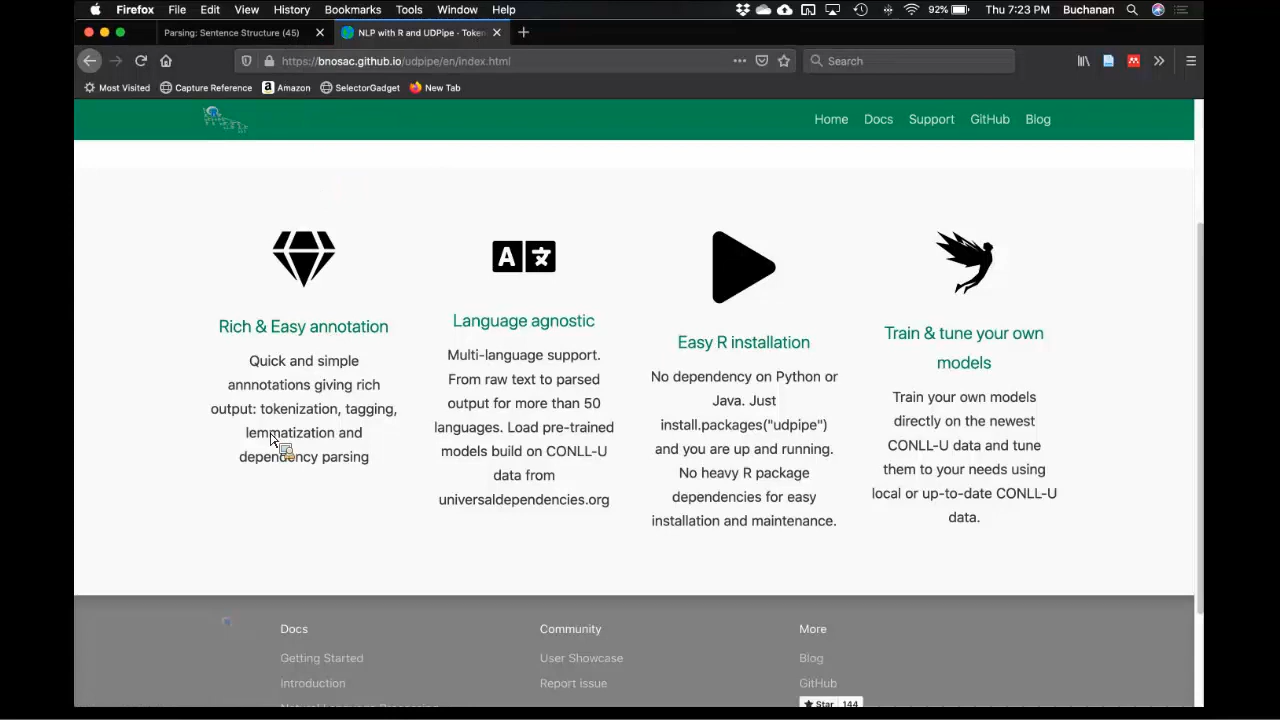 Firefox File Edit View History Bookmarks Tools Window Help 92% Thu 7:23 PM Buchanan
Parsing: Sentence Structure (45) NLP with R and UDPipe - Token
https://bnosac.github.io/udpipe/en/index.html Search
Most Visited Capture Reference Amazon SelectorGadget New Tab
Home Docs Support GitHub Blog
Rich & Easy annotation
Quick and simple
annnotations giving rich
output: tokenization, tagging,
lemmatization and
dependency parsing
Language agnostic
Multi-language support.
From raw text to parsed
output for more than 50
languages. Load pre-trained
models build on CONLL-U
data from
universaldependencies.org
Easy R installation
No dependency on Python or
Java. Just
install.packages("udpipe")
and you are up and running.
No heavy R package
dependencies for easy
installation and maintenance.
Train & tune your own
models
Train your own models
directly on the newest
CONLL-U data and tune
them to your needs using
local or up-to-date CONLL-U
data.
Docs
Getting Started
Introduction
Natural Language Processing
Community
User Showcase
Report issue
More
Blog
GitHub
Star 144